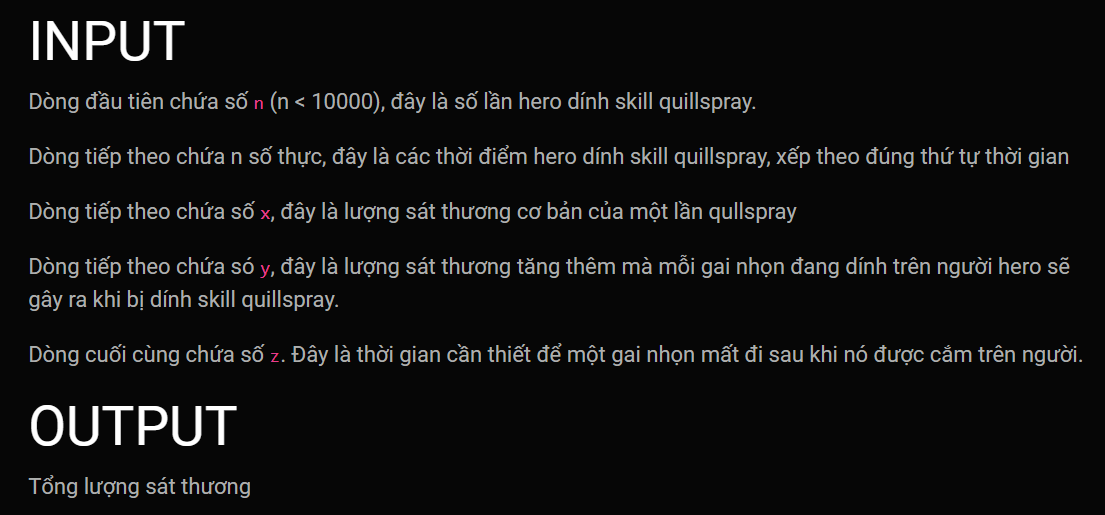 INPUT
Dòng đầu tiên chứa số n (n < 10000), đây là số lần hero dính skill quillspray.
Dòng tiếp theo chứa n số thực, đây là các thời điểm hero dính skill quillspray, xếp theo đúng thứ tự thời gian
Dòng tiếp theo chứa số x, đây là lượng sát thương cơ bản của một lần qullspray
Dòng tiếp theo chứa só y, đây là lượng sát thương tăng thêm mà mỗi gai nhọn đang dính trên người hero sẽ
gây ra khi bị dính skill quillspray.
Dòng cuối cùng chứa số z. Đây là thời gian cần thiết để một gai nhọn mất đi sau khi nó được cắm trên người.
OUTPUT
Tổng lượng sát thương